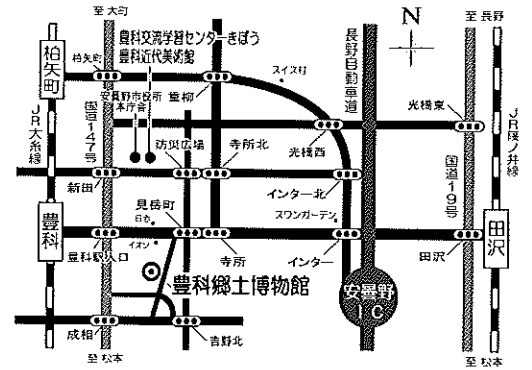 至 大町
豊科交流学習センターきぼう
豊科近代美術館
N
至 長野
柏矢町
柏矢町
スイス村
安曇野市役所
本庁舎
重柳
長野自動車道
光橋東
JR大糸線
国道147号
防災広場
寺所北
光橋西
JR篠ノ井線
国道19号
新田
見岳町
インター北
日赤
スワンガーデン
豊科
イオン
田沢
豊科駅入口
寺所
インター
田沢
豊科郷土博物館
安曇野
IC
成相
吉野北
至 松本
至 松本